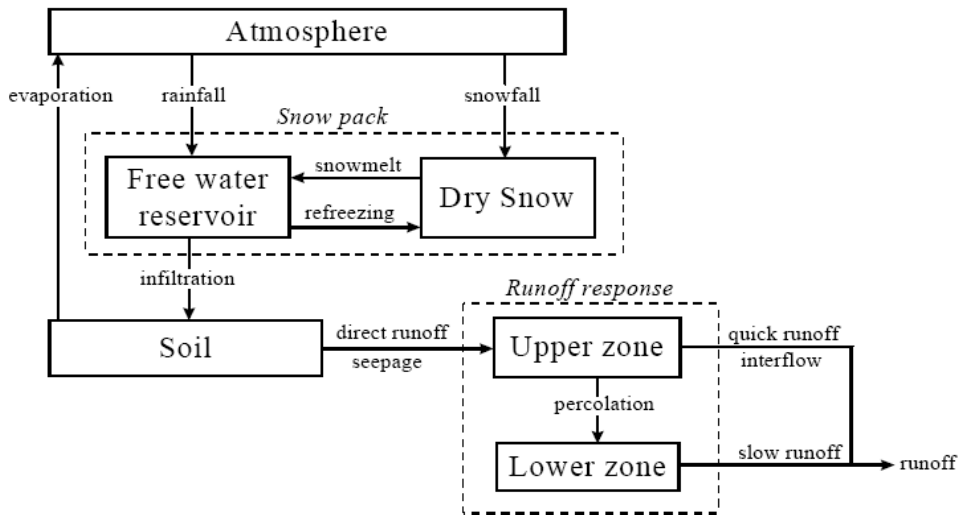 Atmosphere
evaporation
rainfall
snowfall
Snow pack
Free water
reservoir
snowmelt
refreezing
Dry Snow
infiltration
Runoff response
Soil
direct runoff
seepage
Upper zone
quick runoff
interflow
percolation
Lower zone
slow runoff
runoff